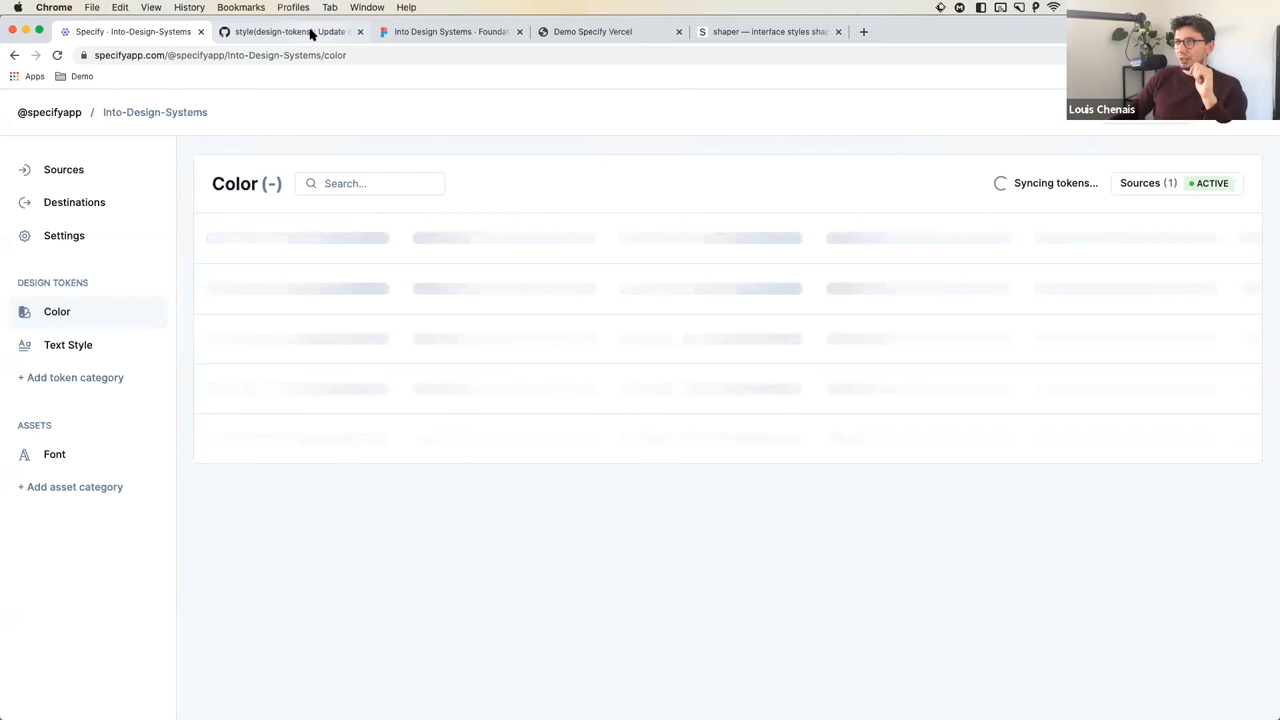 Chrome File Edit View History Bookmarks Profiles Tab Window Help
Specify · Into-Design-Systems
style(design-tokens): Update
Into Design Systems · Foundat
Demo Specify Vercel
shaper — interface styles shap
specifyapp.com/@specifyapp/Into-Design-Systems/color
Apps Demo
Louis Chenais
@specifyapp / Into-Design-Systems
Sources
Destinations
Settings
DESIGN TOKENS
Color
Text Style
+ Add token category
ASSETS
Font
+ Add asset category
Color (-)
Search...
Syncing tokens...
Sources (1) ACTIVE